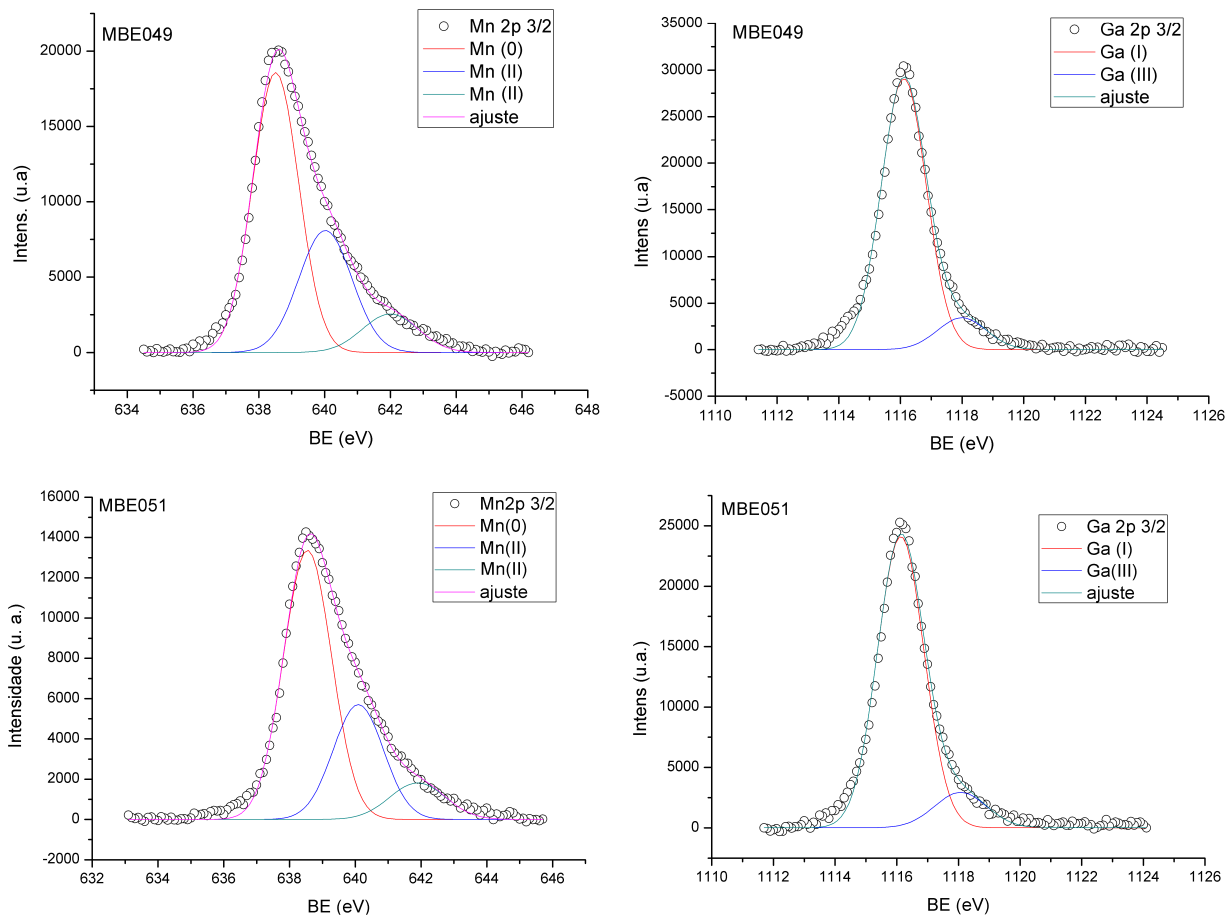 MBE049
Mn 2p 3/2
Mn (0)
Mn (II)
Mn (II)
ajuste
20000
15000
10000
5000
0
Intens. (u.a)
634 636 638 640 642 644 646 648
BE (eV)
MBE049
Ga 2p 3/2
Ga (I)
Ga (III)
ajuste
35000
30000
25000
20000
15000
10000
5000
0
-5000
Intens (u.a)
1110 1112 1114 1116 1118 1120 1122 1124 1126
BE (eV)
MBE051
Mn2p 3/2
Mn(0)
Mn(II)
Mn(II)
ajuste
16000
14000
12000
10000
8000
6000
4000
2000
0
-2000
Intensidade (u. a.)
632 634 636 638 640 642 644 646
BE (eV)
MBE051
Ga 2p 3/2
Ga (I)
Ga(III)
ajuste
25000
20000
15000
10000
5000
0
Intens (u.a.)
1110 1112 1114 1116 1118 1120 1122 1124 1126
BE (eV)